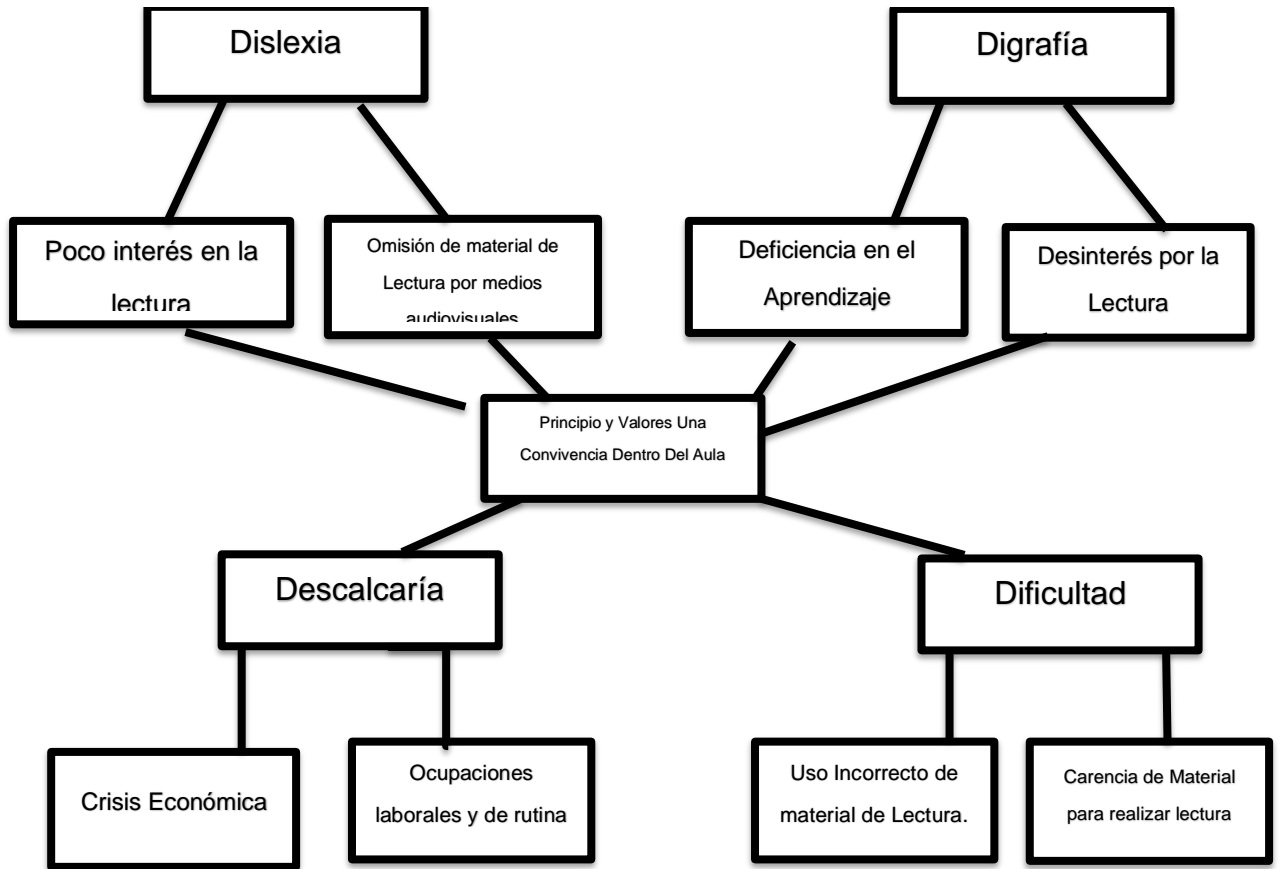 Dislexia
Digrafía
Poco interés en la
lectura
Omisión de material de
Lectura por medios
audiovisuales
Deficiencia en el
Aprendizaje
Desinterés por la
Lectura
Principio y Valores Una
Convivencia Dentro Del Aula
Descalcaría
Dificultad
Crisis Económica
Ocupaciones
laborales y de rutina
Uso Incorrecto de
material de Lectura.
Carencia de Material
para realizar lectura